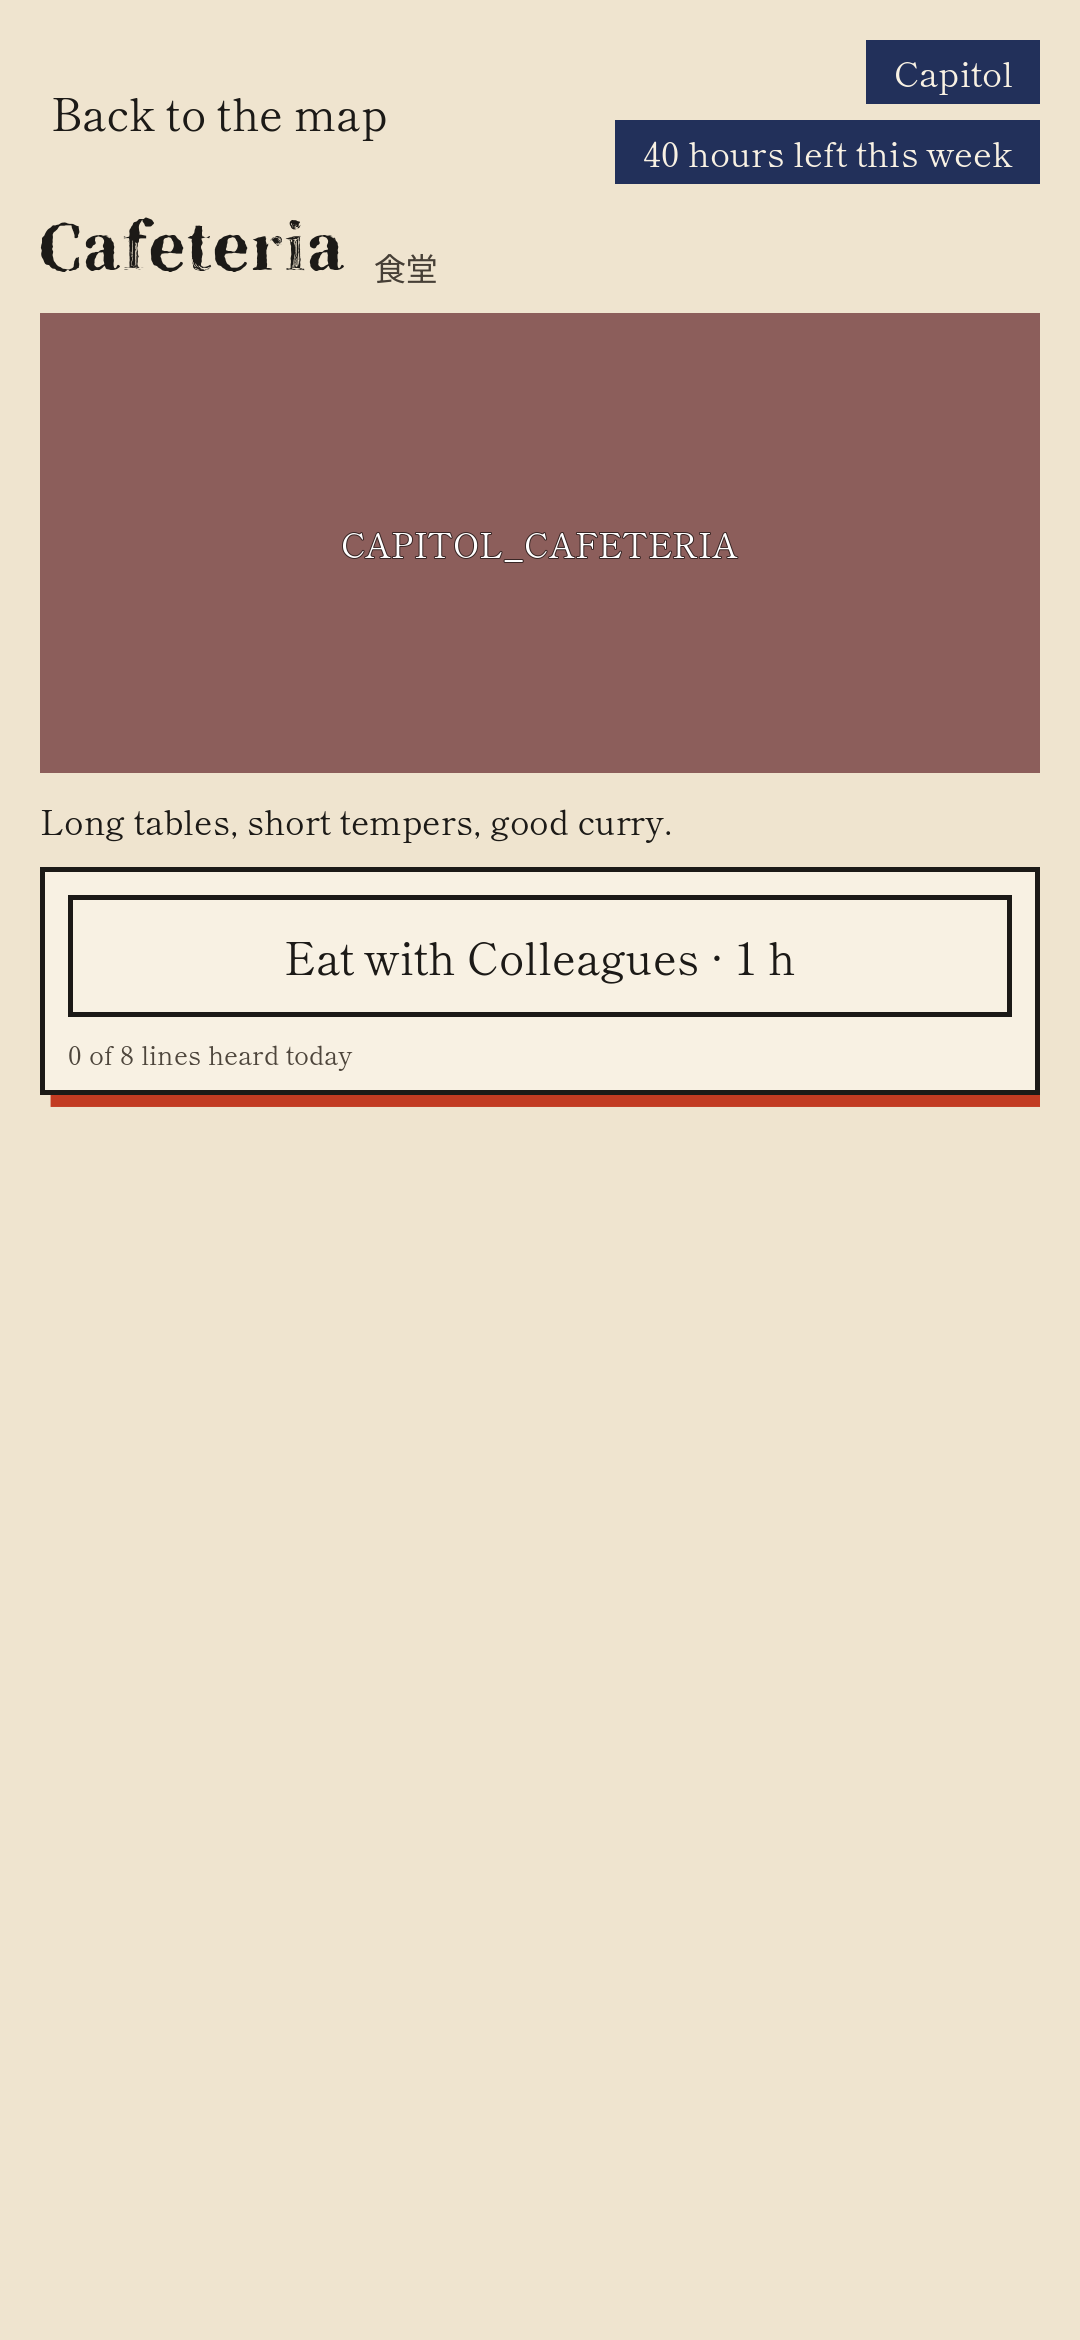 Capitol
Back to the map
40 hours left this week
Cafeteria 食堂
CAPITOL_CAFETERIA
Long tables, short tempers, good curry.
Eat with Colleagues · 1 h
0 of 8 lines heard today